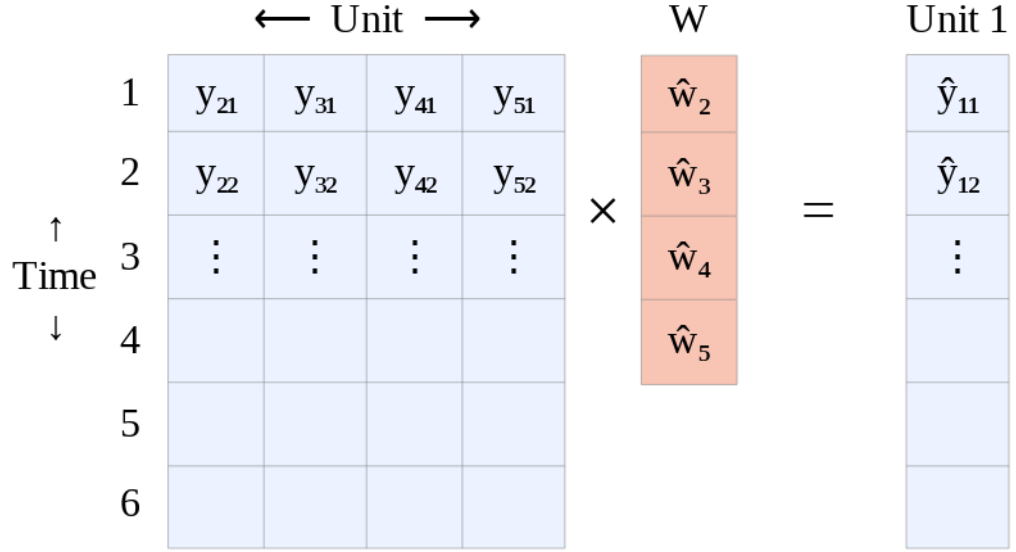 ← Unit → W Unit 1
1 y₂₁ y₃₁ y₄₁ y₅₁ ŵ₂ ŷ₁₁
2 y₂₂ y₃₂ y₄₂ y₅₂ ŵ₃ ŷ₁₂
↑ × =
3 ⋮ ⋮ ⋮ ⋮ ŵ₄ ⋮
Time
↓
4 ŵ₅
5
6